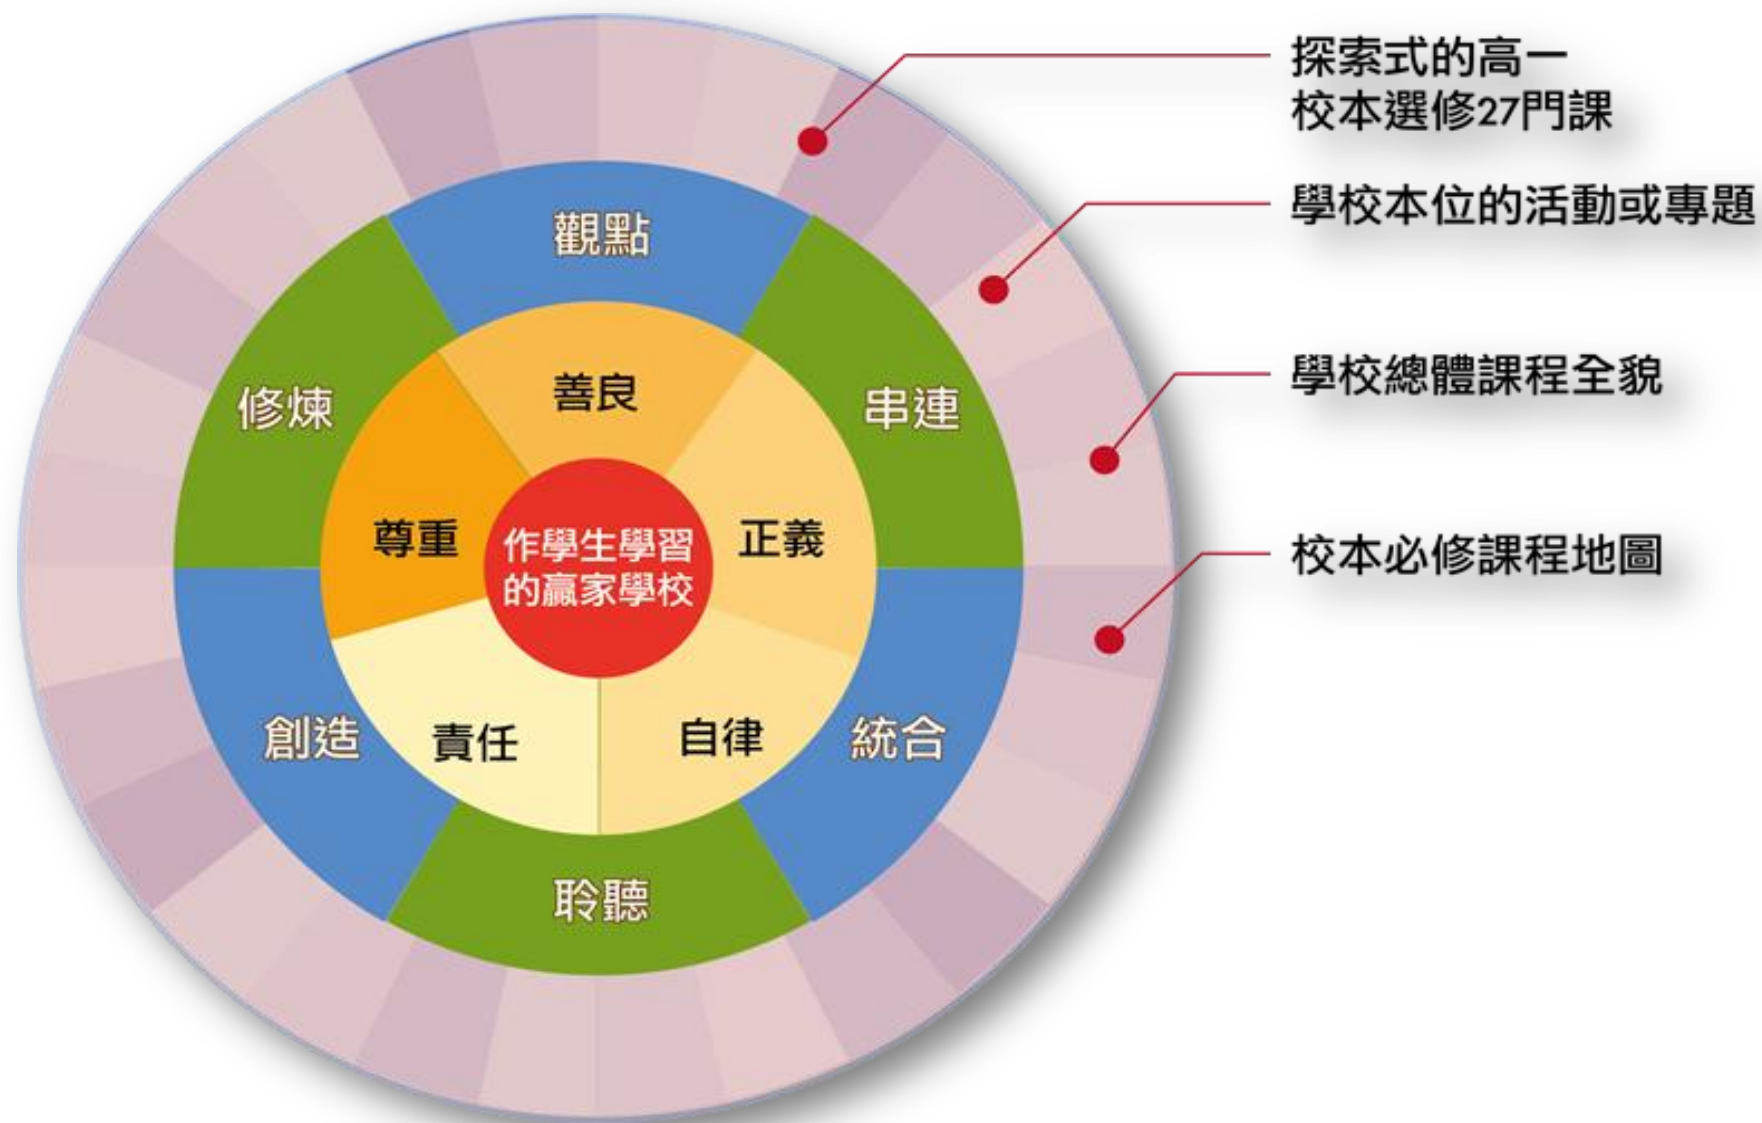 探索式的高一
校本選修27門課
學校本位的活動或專題
學校總體課程全貌
校本必修課程地圖
觀點
串連
統合
聆聽
創造
修煉
善良
正義
自律
責任
尊重
作學生學習
的贏家學校